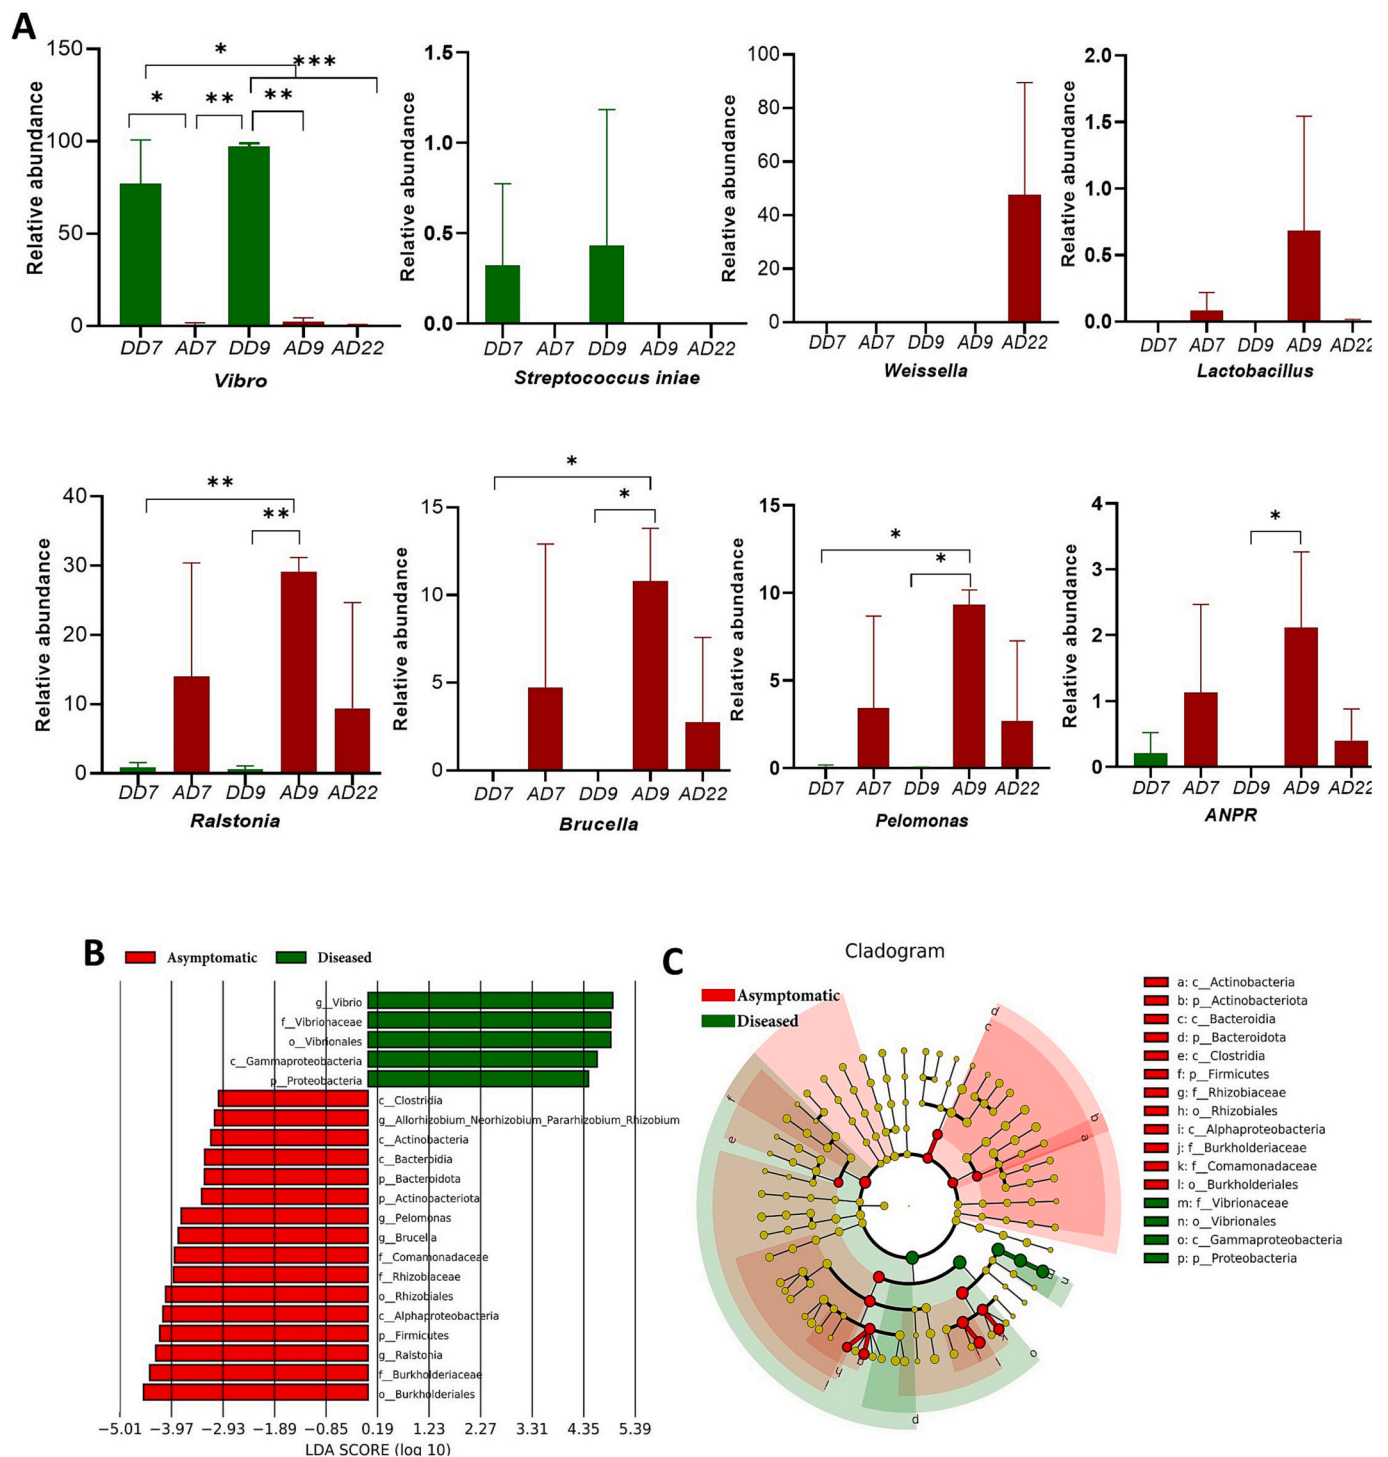 A
Relative abundance
150
100
50
0
*
***
*
**
**
DD7 AD7 DD9 AD9 AD22
Vibro
Relative abundance
1.5
1.0
0.5
0.0
DD7 AD7 DD9 AD9 AD22
Streptococcus iniae
Relative abundance
100
80
60
40
20
0
DD7 AD7 DD9 AD9 AD22
Weissella
Relative abundance
2.0
1.5
1.0
0.5
0.0
DD7 AD7 DD9 AD9 AD22
Lactobacillus
Relative abundance
40
30
20
10
0
**
**
DD7 AD7 DD9 AD9 AD22
Ralstonia
Relative abundance
15
10
5
0
*
*
DD7 AD7 DD9 AD9 AD22
Brucella
Relative abundance
15
10
5
0
*
*
DD7 AD7 DD9 AD9 AD22
Pelomonas
Relative abundance
4
3
2
1
0
*
DD7 AD7 DD9 AD9 AD22
ANPR
B
Asymptomatic
Diseased
g__Vibrio
f__Vibrionaceae
o__Vibrionales
c__Gammaproteobacteria
p__Proteobacteria
c__Clostridia
g__Allorhizobium_Neorhizobium_Pararhizobium_Rhizobium
c__Actinobacteria
c__Bacteroidia
p__Bacteroidota
p__Actinobacteriota
g__Pelomonas
g__Brucella
f__Comamonadaceae
f__Rhizobiaceae
o__Rhizobiales
c__Alphaproteobacteria
p__Firmicutes
g__Ralstonia
f__Burkholderiaceae
o__Burkholderiales
−5.01 −3.97 −2.93 −1.89 −0.85 0.19 1.23 2.27 3.31 4.35 5.39
LDA SCORE (log 10)
C
Cladogram
Asymptomatic
Diseased
d
c
b
a
f
e
n
o
p
a: c__Actinobacteria
b: p__Actinobacteriota
c: c__Bacteroidia
d: p__Bacteroidota
e: c__Clostridia
f: p__Firmicutes
g: f__Rhizobiaceae
h: o__Rhizobiales
i: c__Alphaproteobacteria
j: f__Burkholderiaceae
k: f__Comamonadaceae
l: o__Burkholderiales
m: f__Vibrionaceae
n: o__Vibrionales
o: c__Gammaproteobacteria
p: p__Proteobacteria